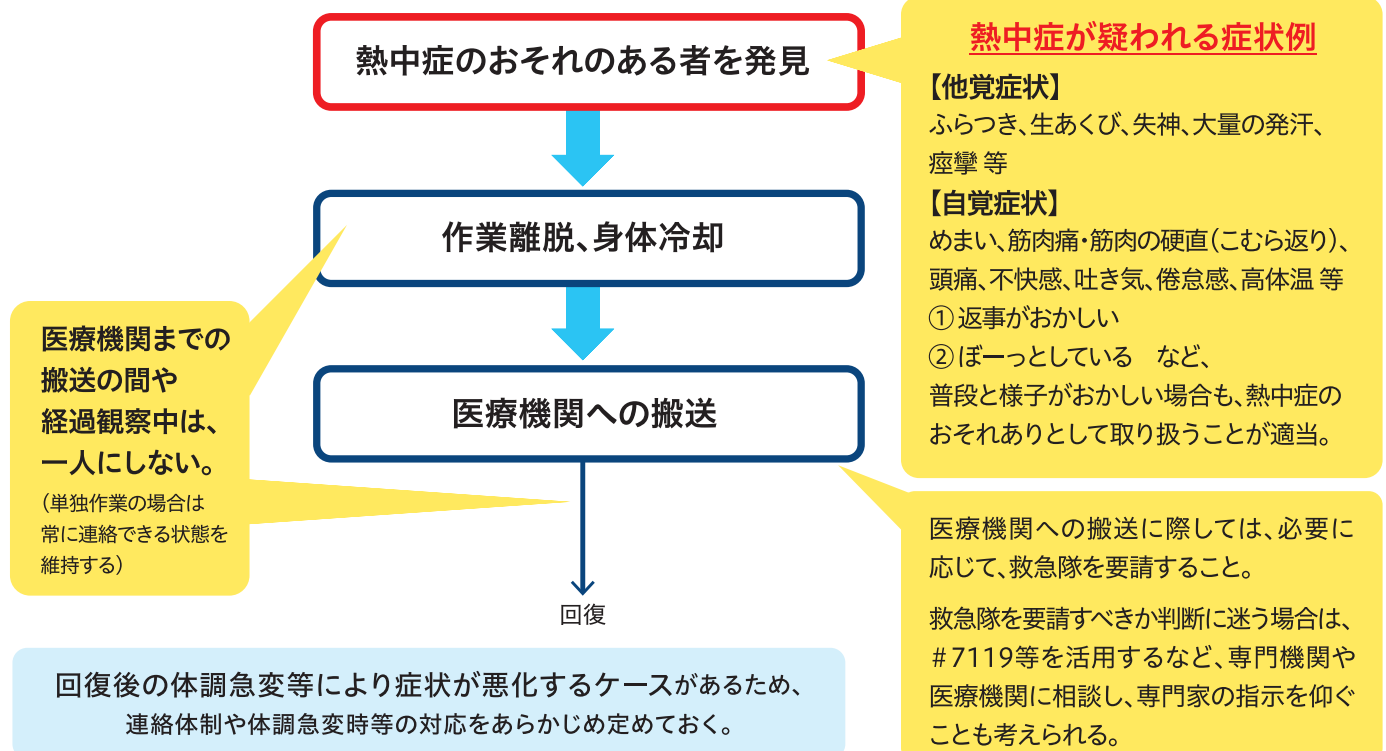 熱中症のおそれのある者を発見
熱中症が疑われる症状例
【他覚症状】
ふらつき、生あくび、失神、大量の発汗、
痙攣 等
【自覚症状】
めまい、筋肉痛・筋肉の硬直(こむら返り)、
頭痛、不快感、吐き気、倦怠感、高体温 等
①返事がおかしい
②ぼーっとしている　など、
普段と様子がおかしい場合も、熱中症の
おそれありとして取り扱うことが適当。
作業離脱、身体冷却
医療機関までの
搬送の間や
経過観察中は、
一人にしない。
(単独作業の場合は
常に連絡できる状態を
維持する)
医療機関への搬送
医療機関への搬送に際しては、必要に
応じて、救急隊を要請すること。
救急隊を要請すべきか判断に迷う場合は、
#7119等を活用するなど、専門機関や
医療機関に相談し、専門家の指示を仰ぐ
ことも考えられる。
回復
回復後の体調急変等により症状が悪化するケースがあるため、
連絡体制や体調急変時等の対応をあらかじめ定めておく。